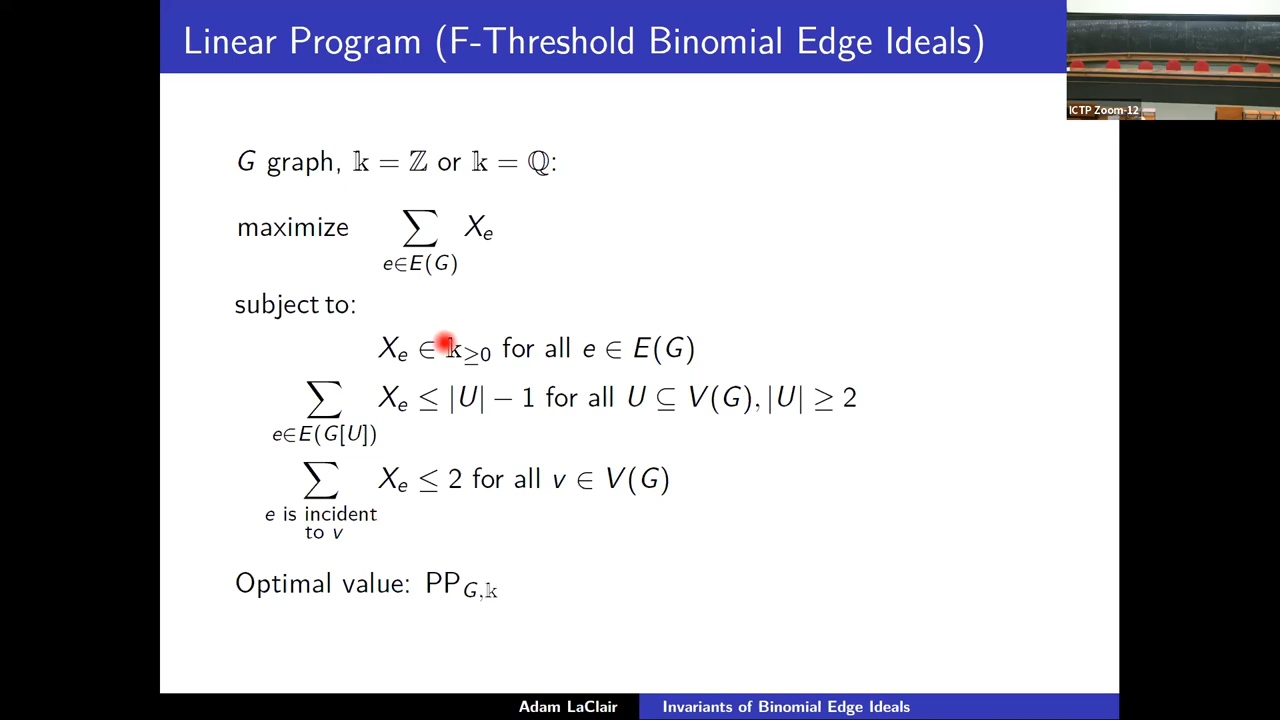 Linear Program (F-Threshold Binomial Edge Ideals)
ICTP Zoom-12
G graph, 𝕜 = ℤ or 𝕜 = ℚ:
maximize ∑_{e∈E(G)} X_e
subject to:
X_e ∈ 𝕜_{≥0} for all e ∈ E(G)
∑_{e∈E(G[U])} X_e ≤ |U| − 1 for all U ⊆ V(G), |U| ≥ 2
∑_{e is incident to v} X_e ≤ 2 for all v ∈ V(G)
Optimal value: PP_{G,𝕜}
Adam LaClair Invariants of Binomial Edge Ideals